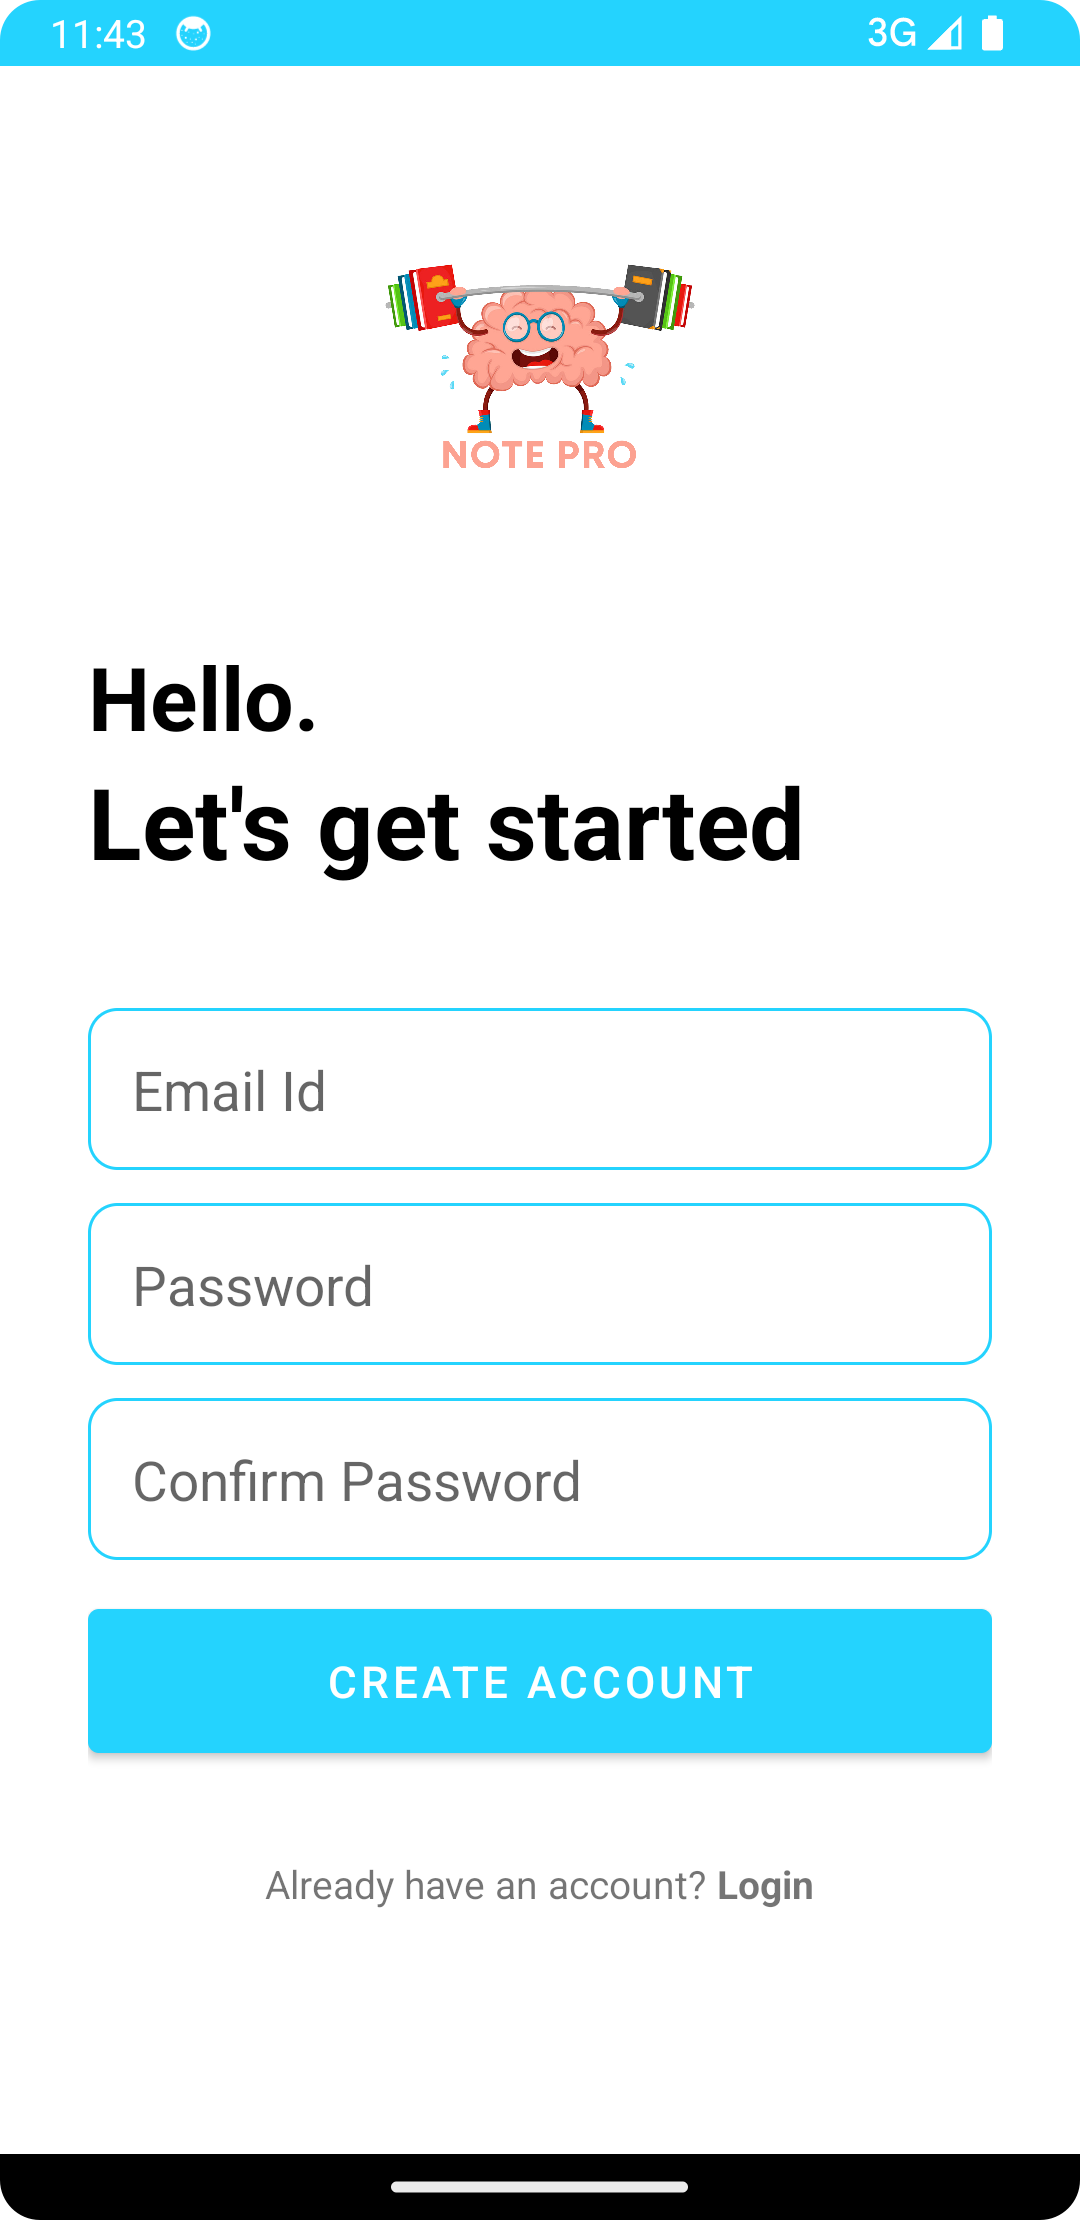 11:43
3G
NOTE PRO
Hello.
Let's get started
Email Id
Password
Confirm Password
CREATE ACCOUNT
Already have an account? Login